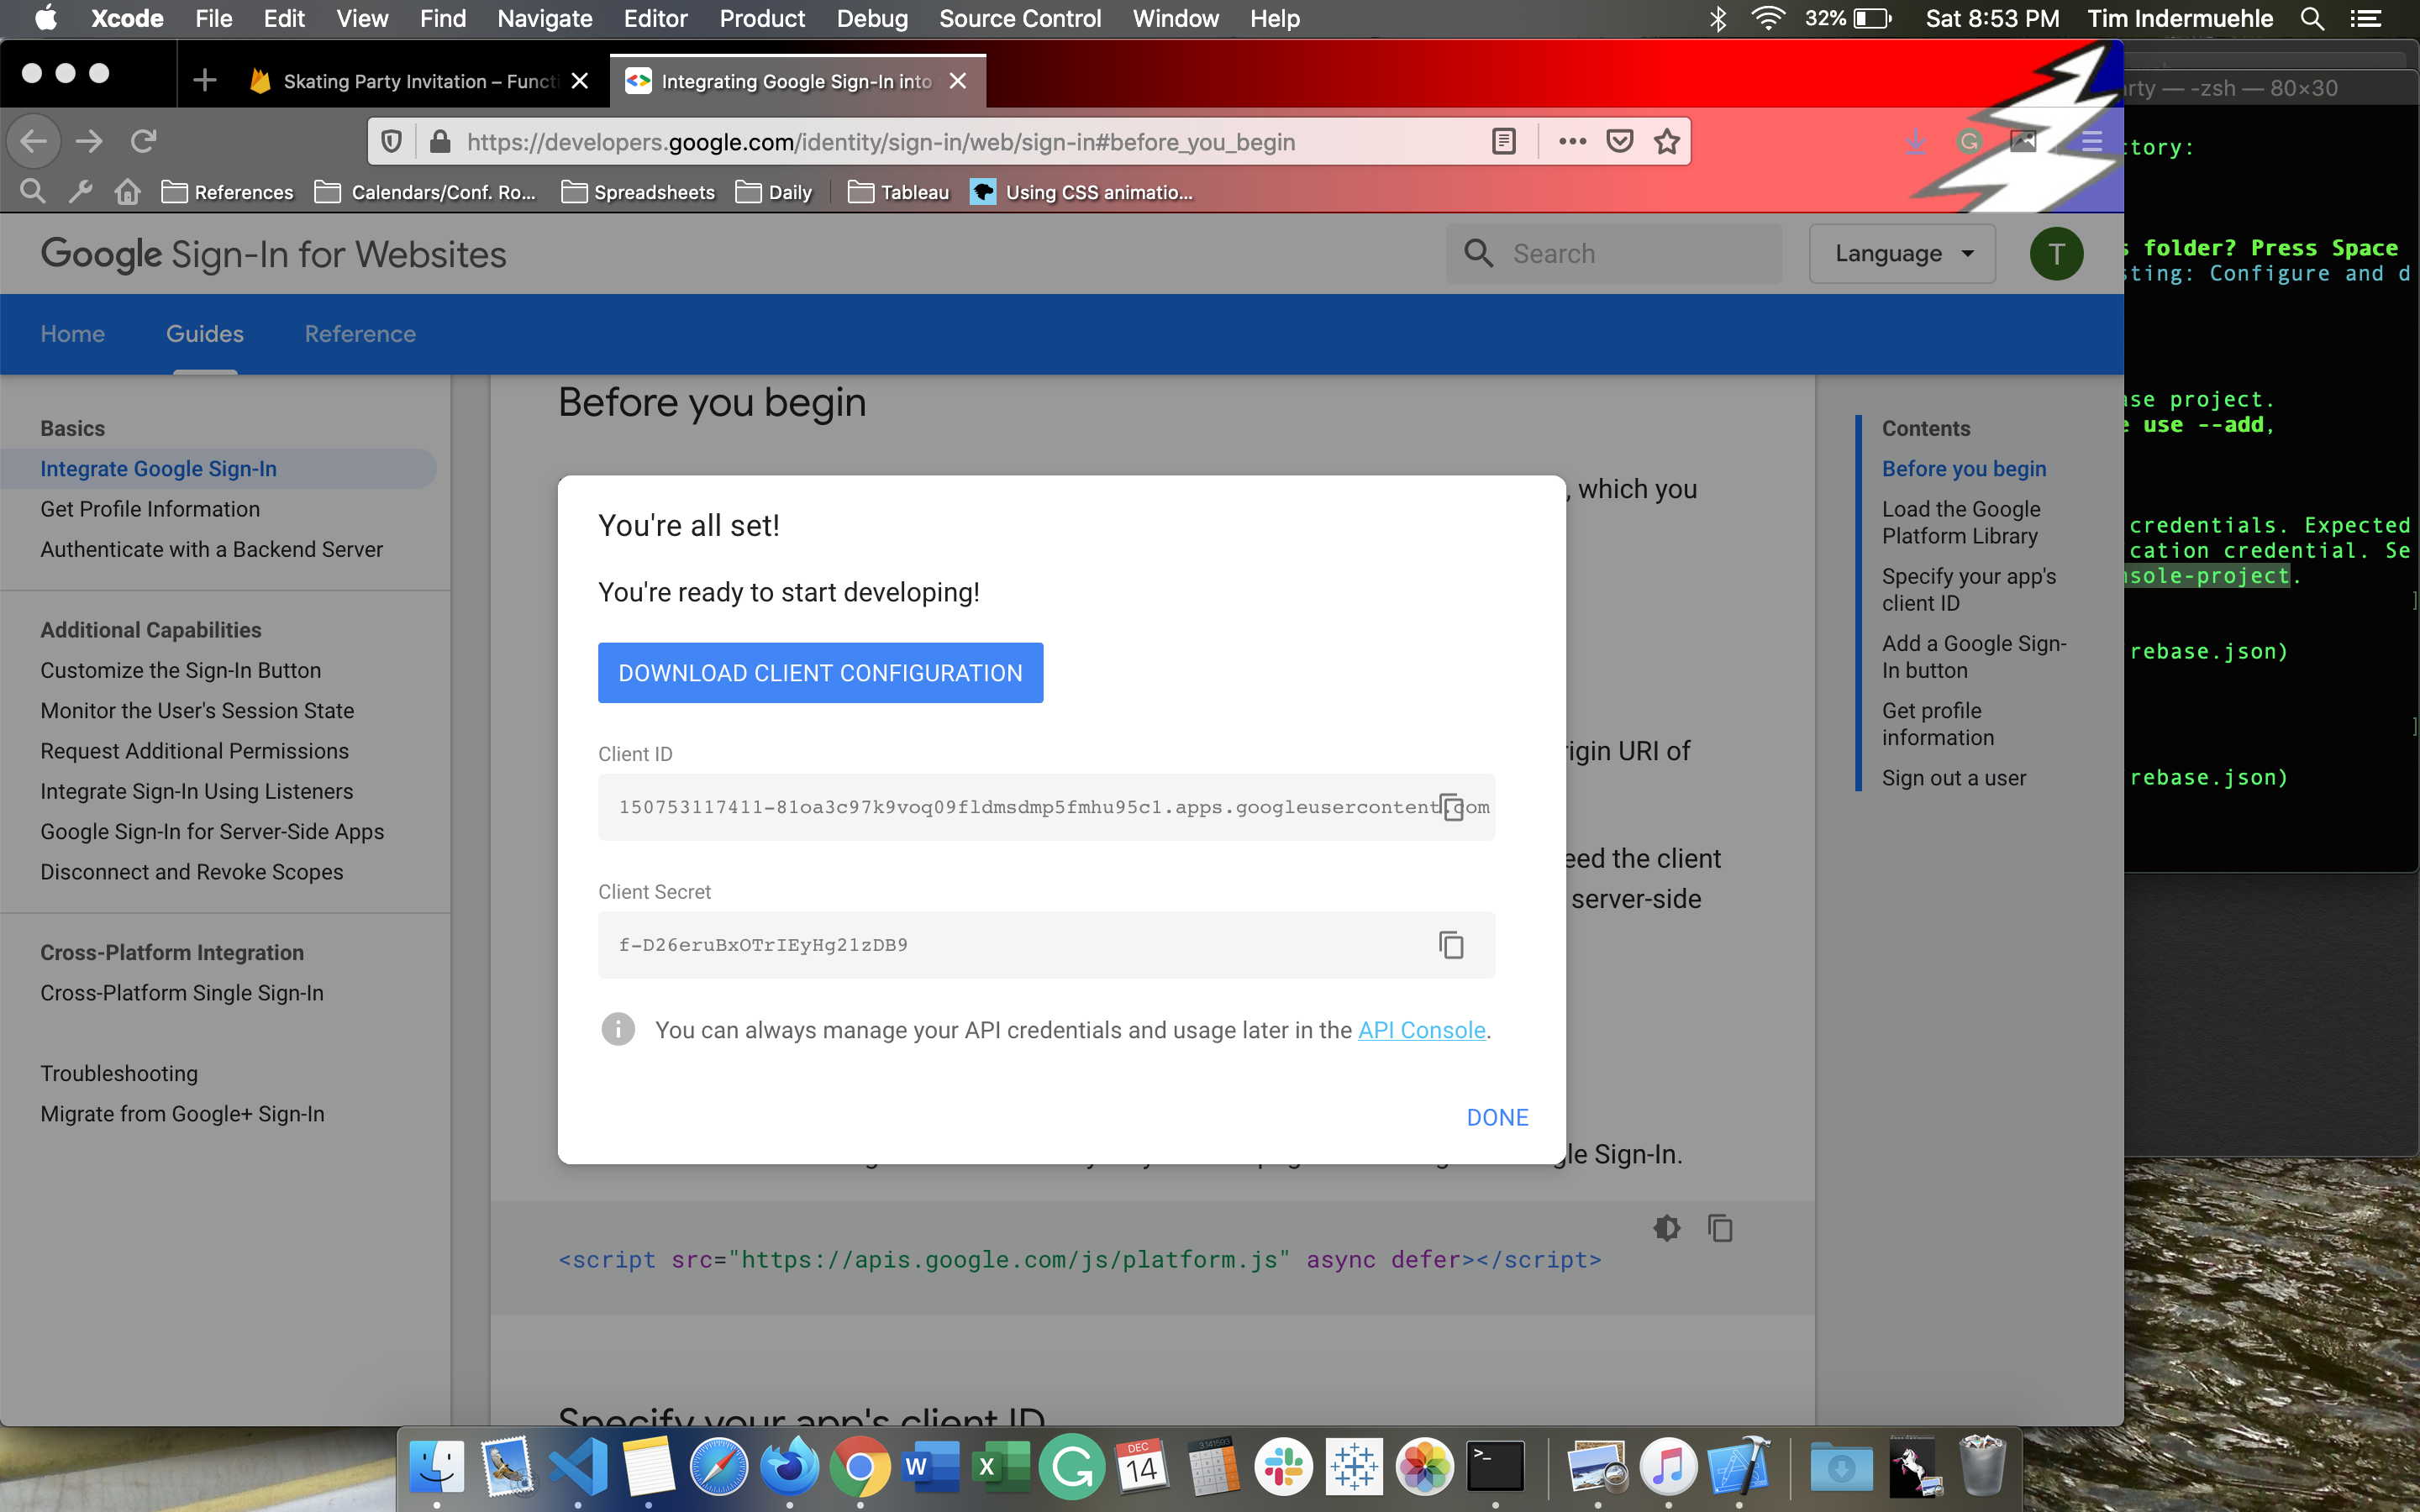 Xcode File Edit View Find Navigate Editor Product Debug Source Control Window Help 32% Sat 8:53 PM Tim Indermuehle
Skating Party Invitation – Functi
Integrating Google Sign-In into
rty — -zsh — 80×30
https://developers.google.com/identity/sign-in/web/sign-in#before_you_begin
References Calendars/Conf. Ro... Spreadsheets Daily Tableau Using CSS animatio...
Google Sign-In for Websites
Search
Language
T
Home Guides Reference
Basics
Integrate Google Sign-In
Get Profile Information
Authenticate with a Backend Server
Additional Capabilities
Customize the Sign-In Button
Monitor the User's Session State
Request Additional Permissions
Integrate Sign-In Using Listeners
Google Sign-In for Server-Side Apps
Disconnect and Revoke Scopes
Cross-Platform Integration
Cross-Platform Single Sign-In
Troubleshooting
Migrate from Google+ Sign-In
Before you begin
, which you
igin URI of
eed the client
server-side
gle Sign-In.
You're all set!
You're ready to start developing!
DOWNLOAD CLIENT CONFIGURATION
Client ID
150753117411-81oa3c97k9voq09fldmsdmp5fmhu95c1.apps.googleusercontent.com
Client Secret
f-D26eruBxOTrIEyHg21zDB9
You can always manage your API credentials and usage later in the API Console.
DONE
<script src="https://apis.google.com/js/platform.js" async defer></script>
Specify your app's client ID
Contents
Before you begin
Load the Google
Platform Library
Specify your app's
client ID
Add a Google Sign-
In button
Get profile
information
Sign out a user
tory:
s folder? Press Space
sting: Configure and d
ase project.
e use --add,
credentials. Expected
cation credential. Se
nsole-project.
]
rebase.json)
]
rebase.json)
DEC
14